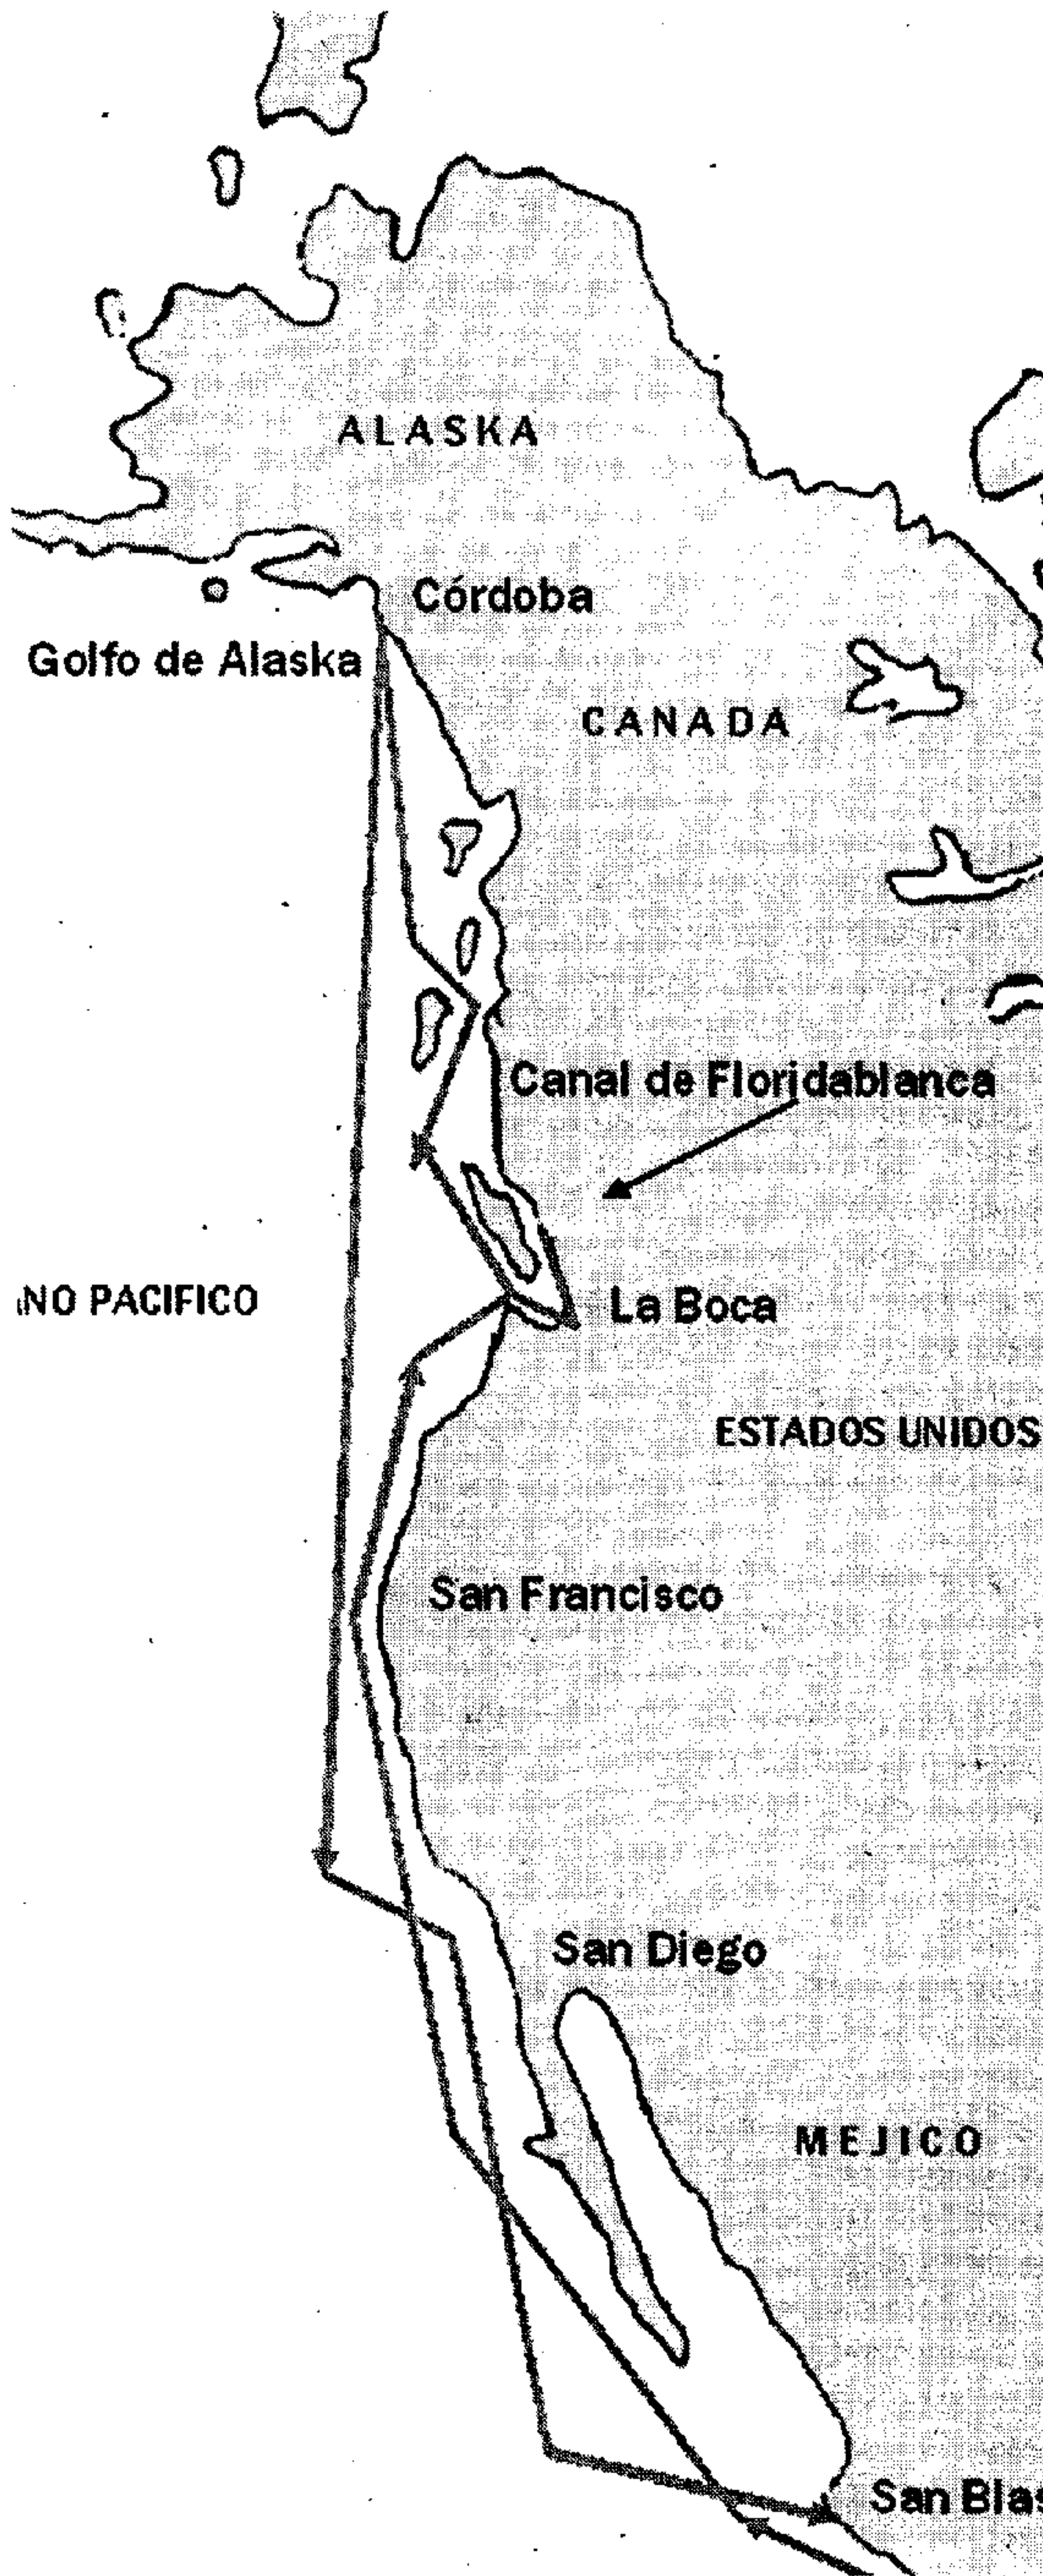 ALASKA
Córdoba
Golfo de Alaska
CANADA
Canal de Floridablanca
NO PACIFICO
La Boca
ESTADOS UNIDOS
San Francisco
San Diego
MEJICO
San Blas